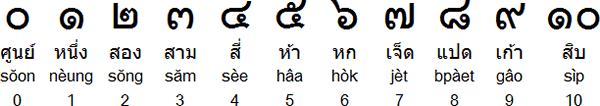 ๐ ๑ ๒ ๓ ๔ ๕ ๖ ๗ ๘ ๙ ๑๐
ศูนย์ หนึ่ง สอง สาม สี่ ห้า หก เจ็ด แปด เก้า สิบ
sŏon nèung sŏng săm sèe hâa hòk jèt bpàet gâo sìp
0 1 2 3 4 5 6 7 8 9 10